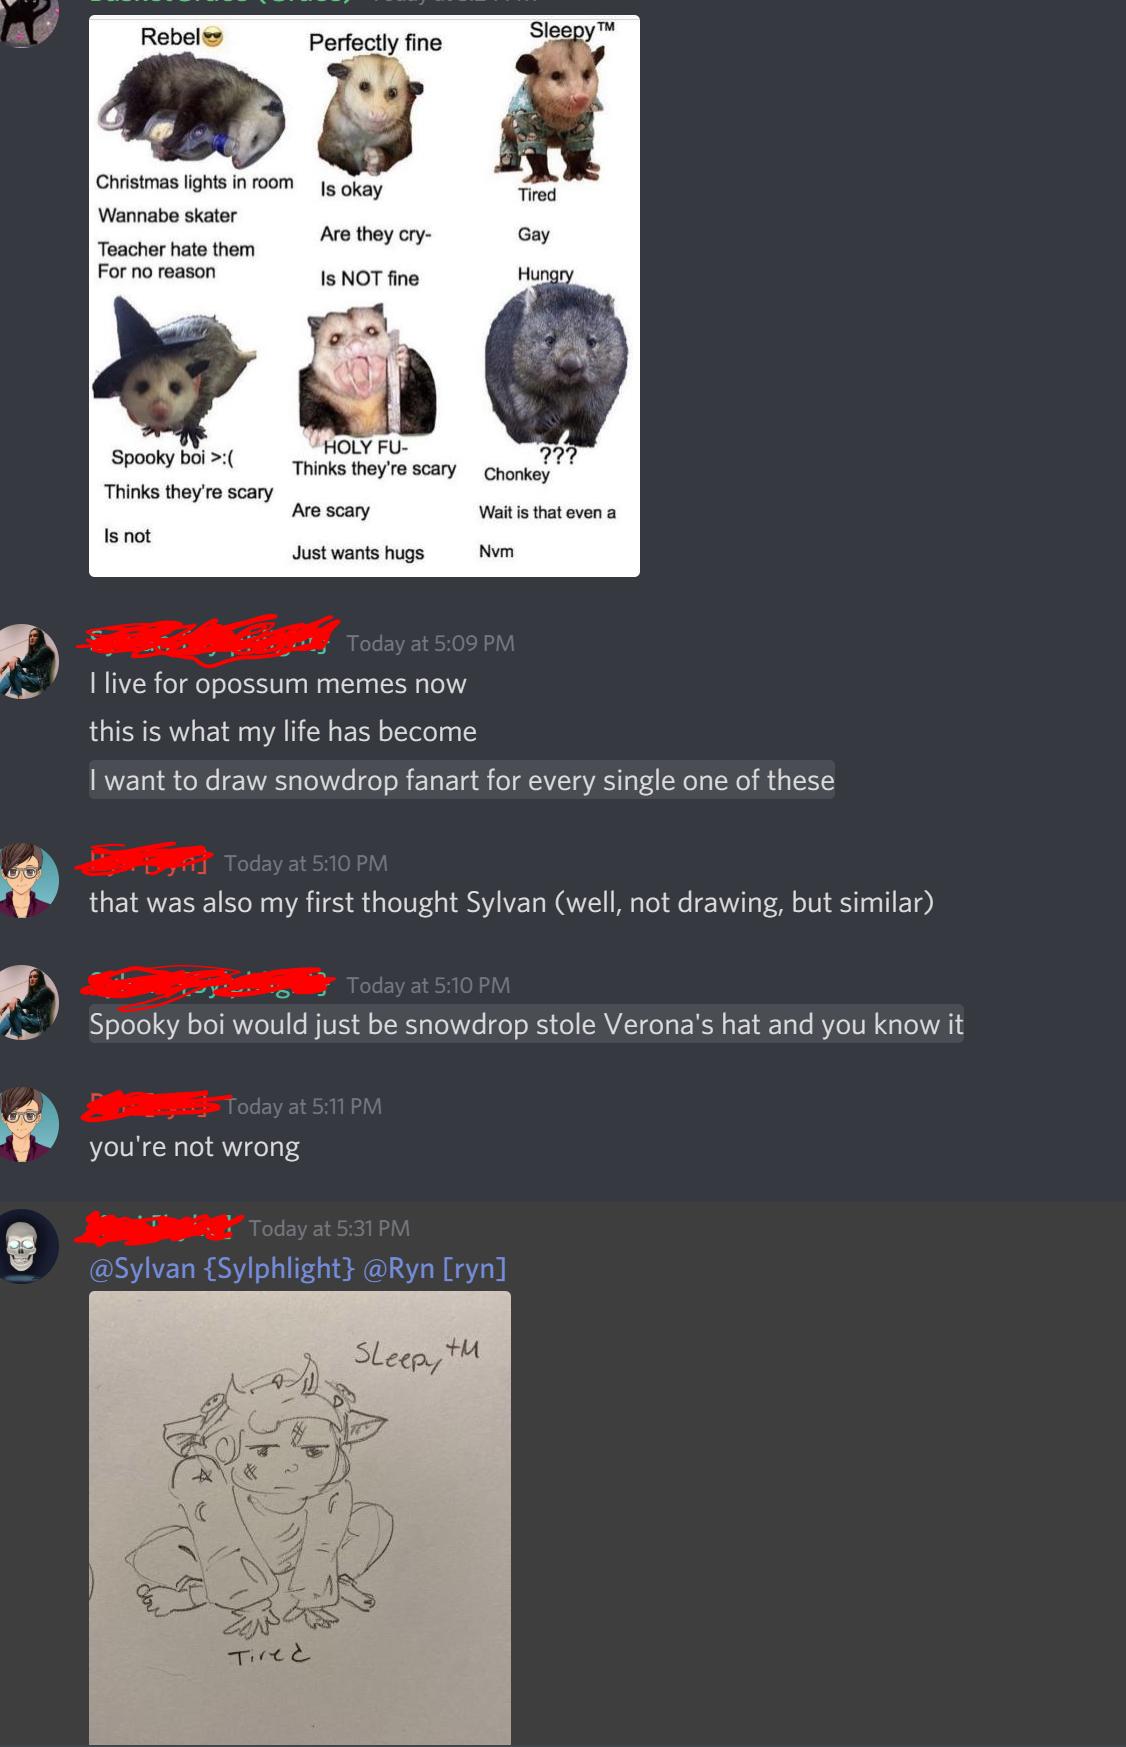 Rebel😎
Perfectly fine
Sleepy™
Christmas lights in room
Wannabe skater
Teacher hate them
For no reason
Is okay
Are they cry-
Is NOT fine
Tired
Gay
Hungry
Spooky boi >:(
Thinks they're scary
Is not
HOLY FU-
Thinks they're scary
Are scary
Just wants hugs
???
Chonkey
Wait is that even a
Nvm
Today at 5:09 PM
I live for opossum memes now
this is what my life has become
I want to draw snowdrop fanart for every single one of these
Today at 5:10 PM
that was also my first thought Sylvan (well, not drawing, but similar)
Today at 5:10 PM
Spooky boi would just be snowdrop stole Verona's hat and you know it
Today at 5:11 PM
you're not wrong
Today at 5:31 PM
@Sylvan {Sylphlight} @Ryn [ryn]
Sleepy™
Tired